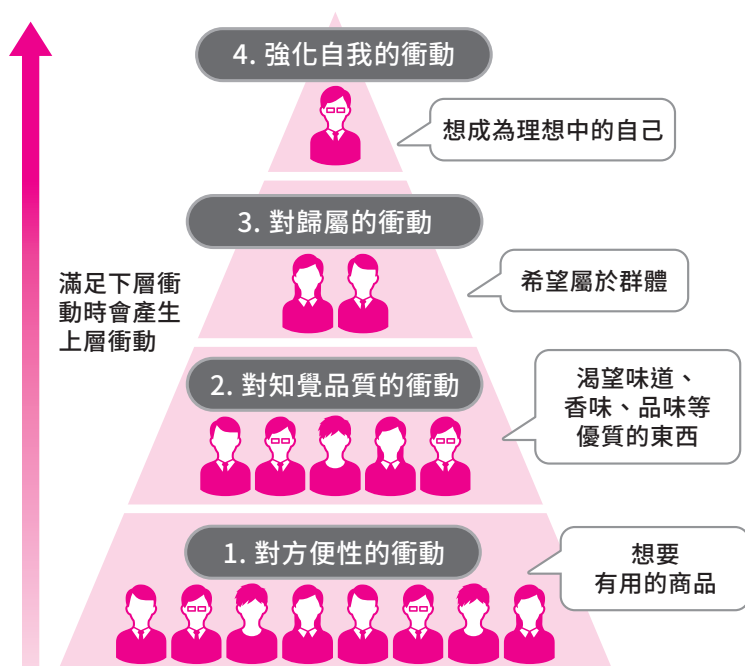 4. 強化自我的衝動
想成為理想中的自己
3. 對歸屬的衝動
希望屬於群體
滿足下層衝
動時會產生
上層衝動
2. 對知覺品質的衝動
渴望味道、
香味、品味等
優質的東西
1. 對方便性的衝動
想要
有用的商品